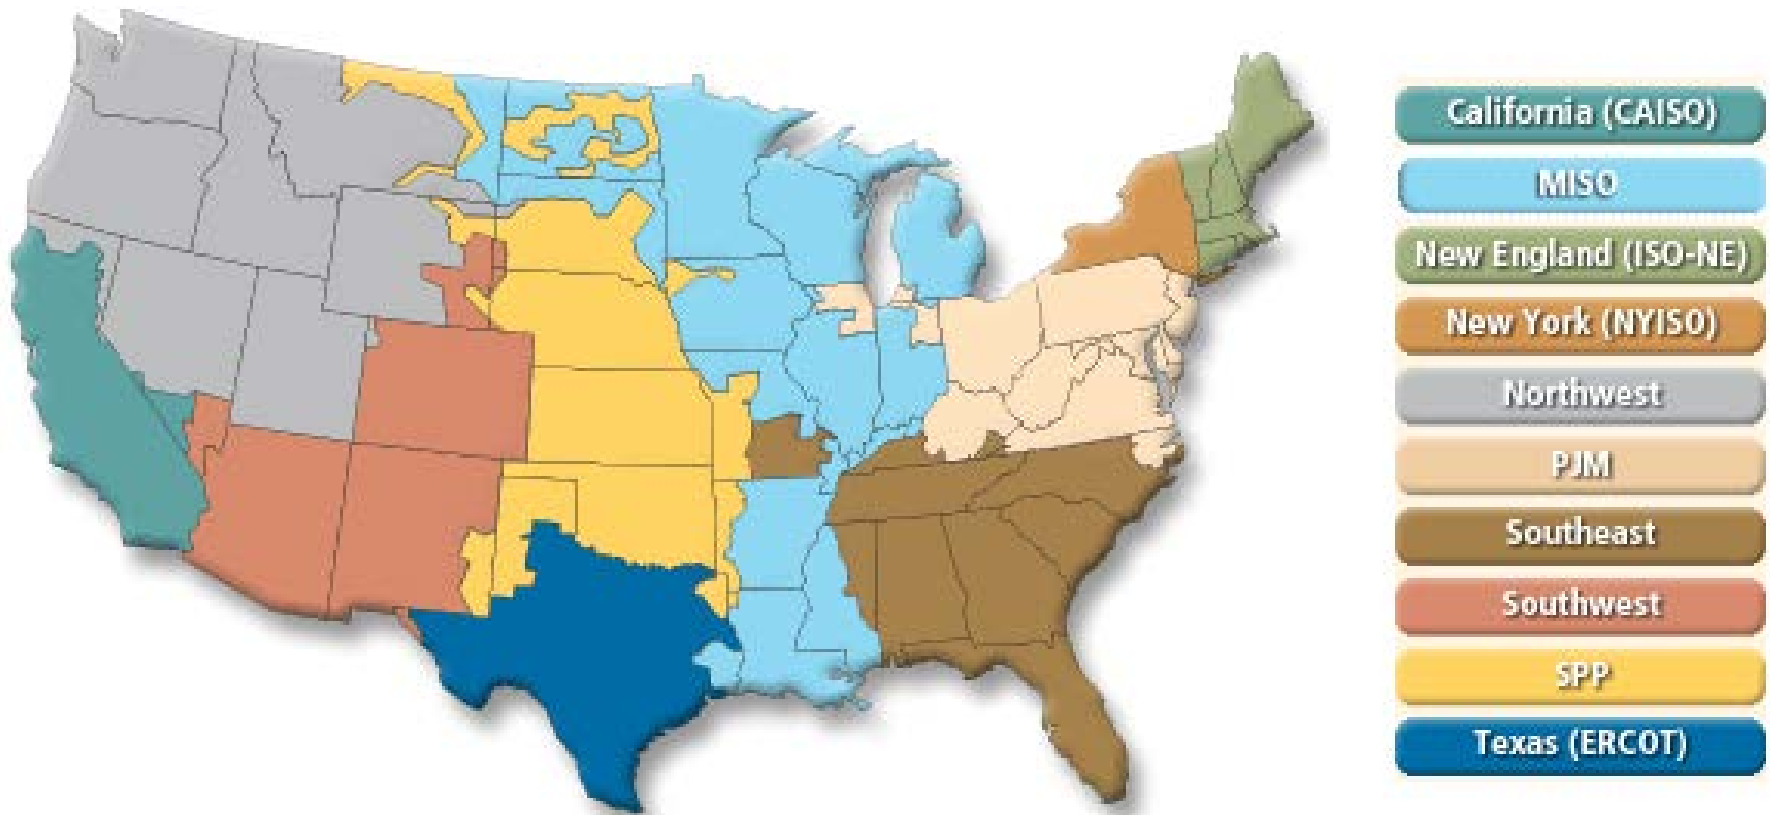 California (CAISO)
MISO
New England (ISO-NE)
New York (NYISO)
Northwest
PJM
Southeast
Southwest
SPP
Texas (ERCOT)